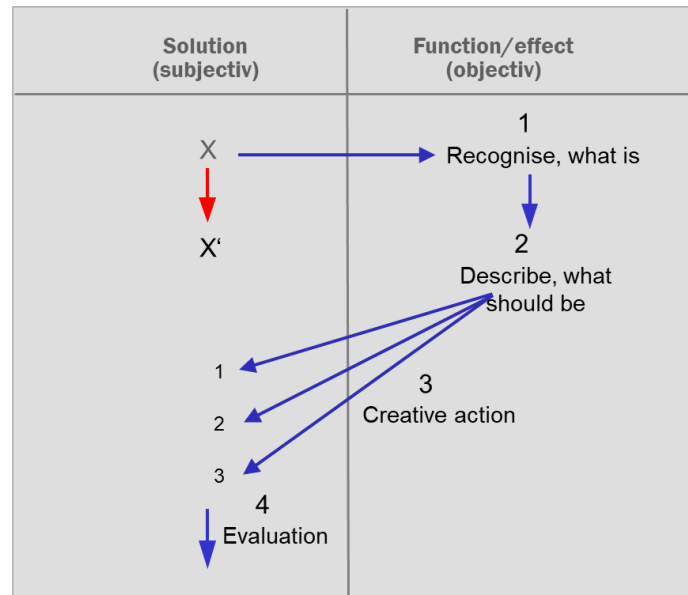 Solution
(subjectiv)
Function/effect
(objectiv)
X
1
Recognise, what is
X‘
2
Describe, what
should be
1
3
2
Creative action
3
4
Evaluation